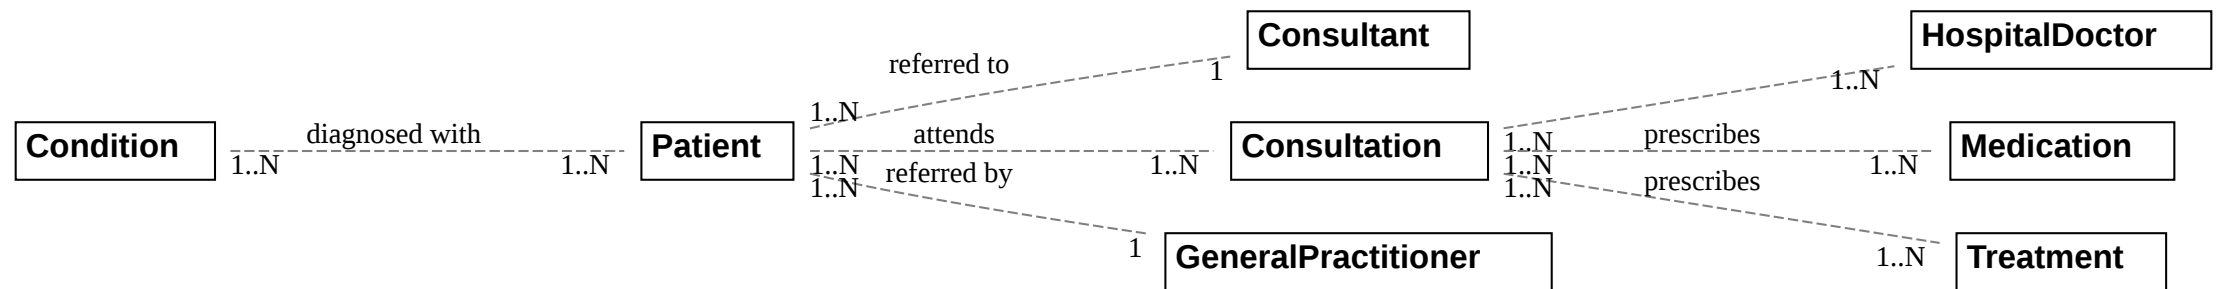 Consultant
HospitalDoctor
referred to
1
1..N
1..N
Condition
diagnosed with
1..N
1..N
Patient
attends
1..N
1..N
Consultation
1..N
prescribes
1..N
1..N
Medication
referred by
1..N
prescribes
1..N
1
GeneralPractitioner
1..N
Treatment